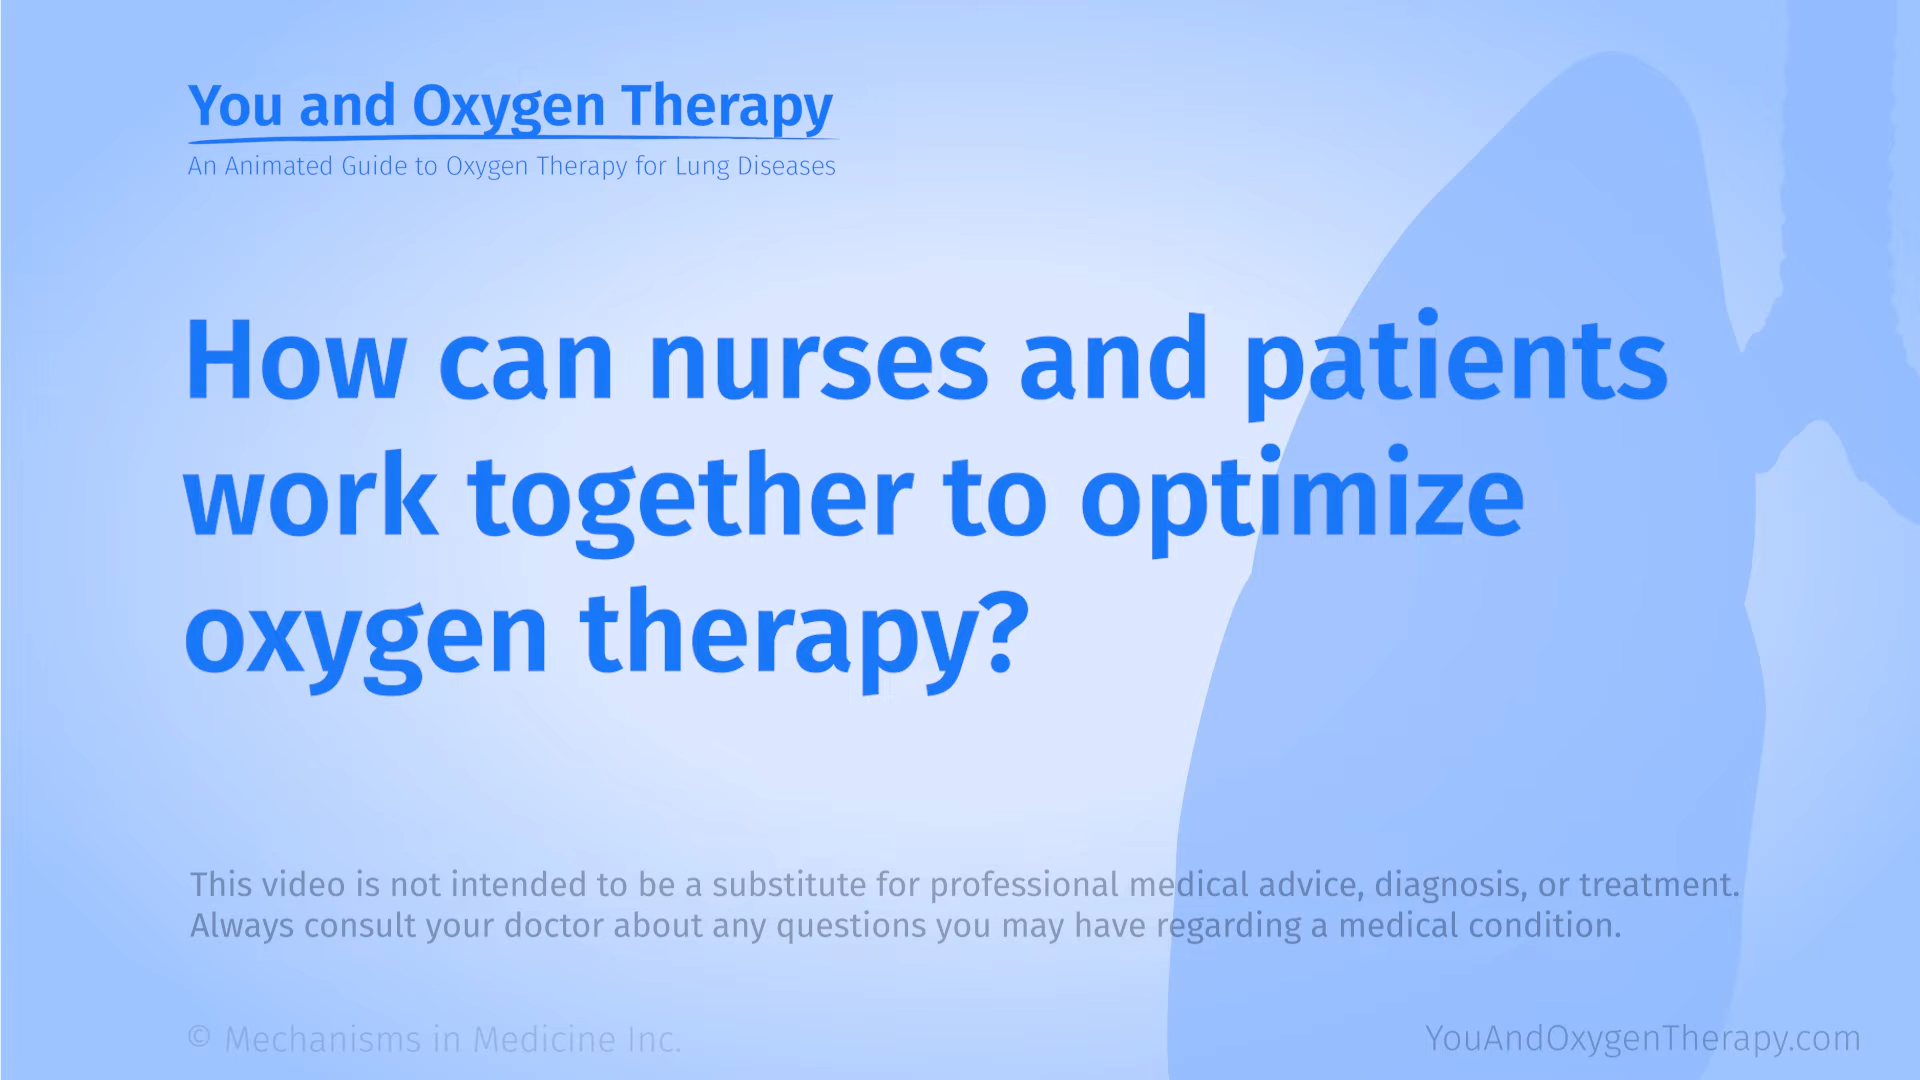 You and Oxygen Therapy
An Animated Guide to Oxygen Therapy for Lung Diseases
How can nurses and patients
work together to optimize
oxygen therapy?
This video is not intended to be a substitute for professional medical advice, diagnosis, or treatment.
Always consult your doctor about any questions you may have regarding a medical condition.
© Mechanisms in Medicine Inc.
YouAndOxygenTherapy.com